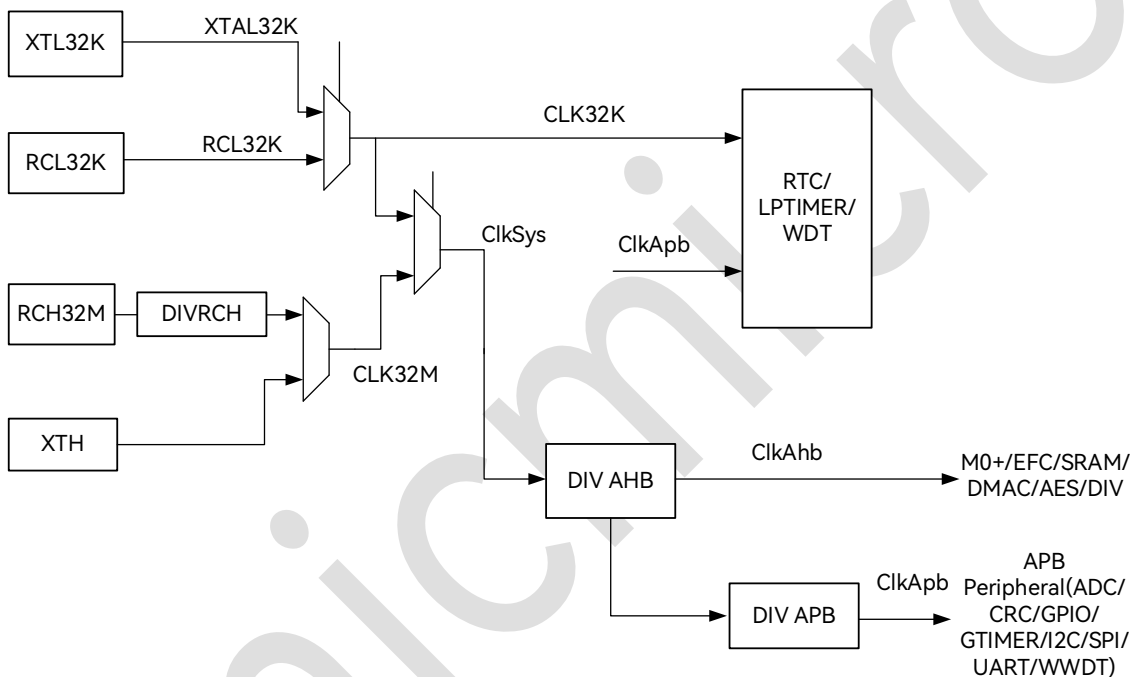 XTL32K
XTAL32K
RCL32K
RCL32K
CLK32K
RTC/
LPTIMER/
WDT
ClkSys
ClkApb
RCH32M
DIVRCH
CLK32M
XTH
DIV AHB
ClkAhb
M0+/EFC/SRAM/
DMAC/AES/DIV
DIV APB
ClkApb
APB
Peripheral(ADC/
CRC/GPIO/
GTIMER/I2C/SPI/
UART/WWDT)